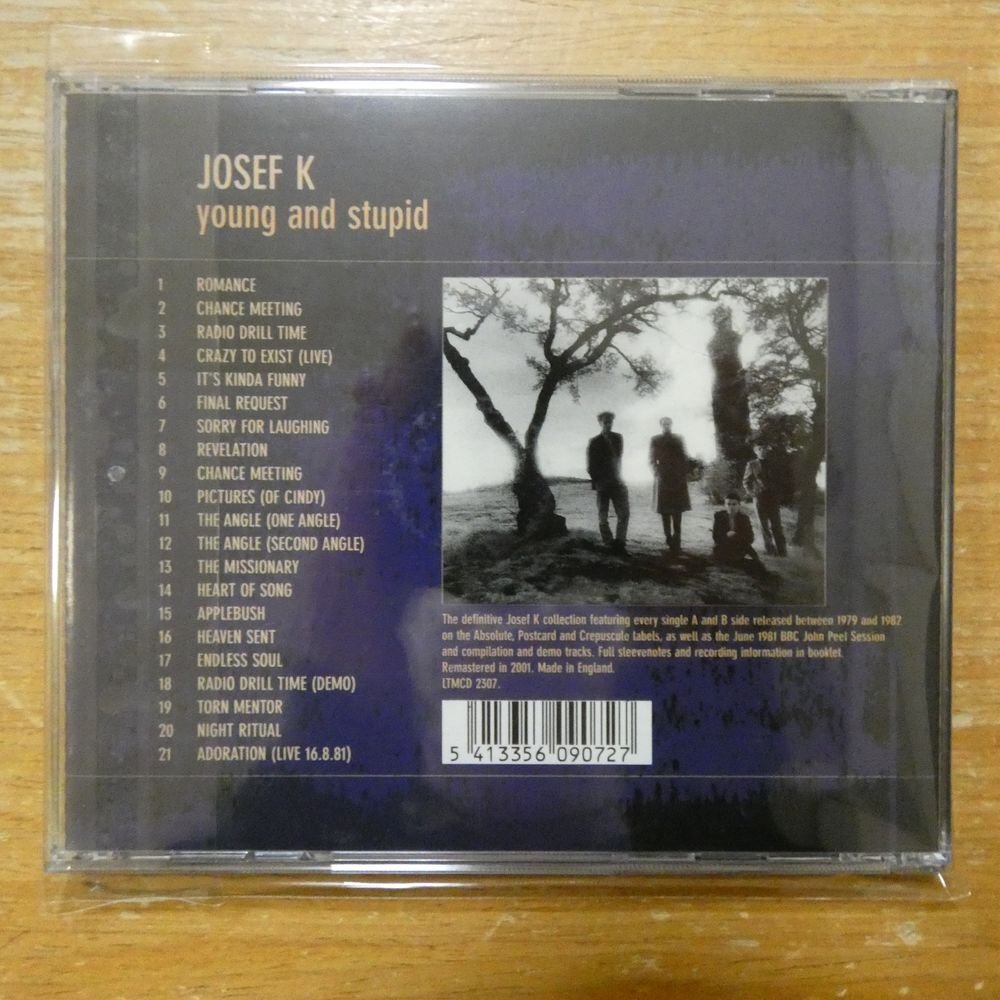 JOSEF K
young and stupid
1 ROMANCE
2 CHANCE MEETING
3 RADIO DRILL TIME
4 CRAZY TO EXIST (LIVE)
5 IT'S KINDA FUNNY
6 FINAL REQUEST
7 SORRY FOR LAUGHING
8 REVELATION
9 CHANCE MEETING
10 PICTURES (OF CINDY)
11 THE ANGLE (ONE ANGLE)
12 THE ANGLE (SECOND ANGLE)
13 THE MISSIONARY
14 HEART OF SONG
15 APPLEBUSH
16 HEAVEN SENT
17 ENDLESS SOUL
18 RADIO DRILL TIME (DEMO)
19 TORN MENTOR
20 NIGHT RITUAL
21 ADORATION (LIVE 16.8.81)
The definitive Josef K collection featuring every single A and B side released between 1979 and 1982
on the Absolute, Postcard and Crepuscule labels, as well as the June 1981 BBC John Peel Session
and compilation and demo tracks. Full sleevenotes and recording information in booklet.
Remastered in 2001. Made in England.
LTMCD 2307.
5 413356 090727